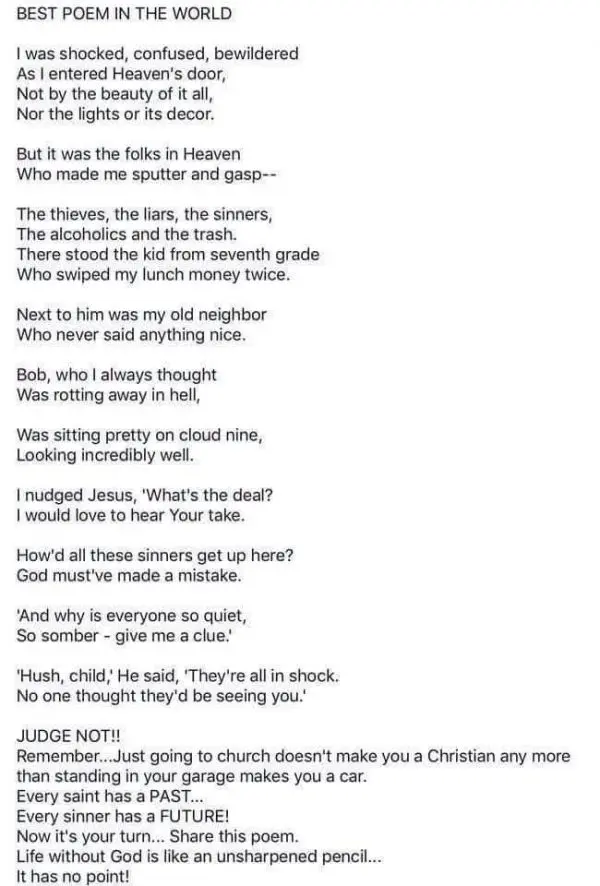 BEST POEM IN THE WORLD
I was shocked, confused, bewildered
As I entered Heaven's door,
Not by the beauty of it all,
Nor the lights or its decor.
But it was the folks in Heaven
Who made me sputter and gasp--
The thieves, the liars, the sinners,
The alcoholics and the trash.
There stood the kid from seventh grade
Who swiped my lunch money twice.
Next to him was my old neighbor
Who never said anything nice.
Bob, who I always thought
Was rotting away in hell,
Was sitting pretty on cloud nine,
Looking incredibly well.
I nudged Jesus, 'What's the deal?
I would love to hear Your take.
How'd all these sinners get up here?
God must've made a mistake.
'And why is everyone so quiet,
So somber - give me a clue.'
'Hush, child,' He said, 'They're all in shock.
No one thought they'd be seeing you.'
JUDGE NOT!!
Remember...Just going to church doesn't make you a Christian any more
than standing in your garage makes you a car.
Every saint has a PAST...
Every sinner has a FUTURE!
Now it's your turn... Share this poem.
Life without God is like an unsharpened pencil...
It has no point!